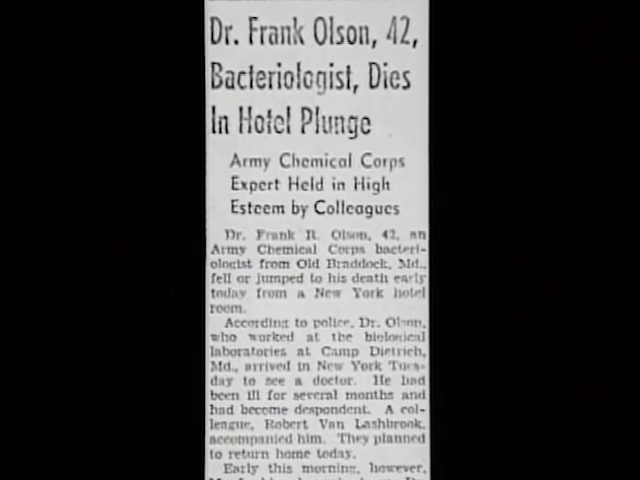 Dr. Frank Olson, 42,
Bacteriologist, Dies
In Hotel Plunge
Army Chemical Corps
Expert Held in High
Esteem by Colleagues
Dr. Frank R. Olson, 42, an
Army Chemical Corps bacteri-
ologist from Old Braddock, Md.,
fell or jumped to his death early
today from a New York hotel
room.
According to police, Dr. Olson,
who worked at the biological
laboratories at Camp Dietrich,
Md., arrived in New York Tues-
day to see a doctor. He had
been ill for several months and
had become despondent. A col-
league, Robert Van Lashbrook,
accompanied him. They planned
to return home today.
Early this morning, however,